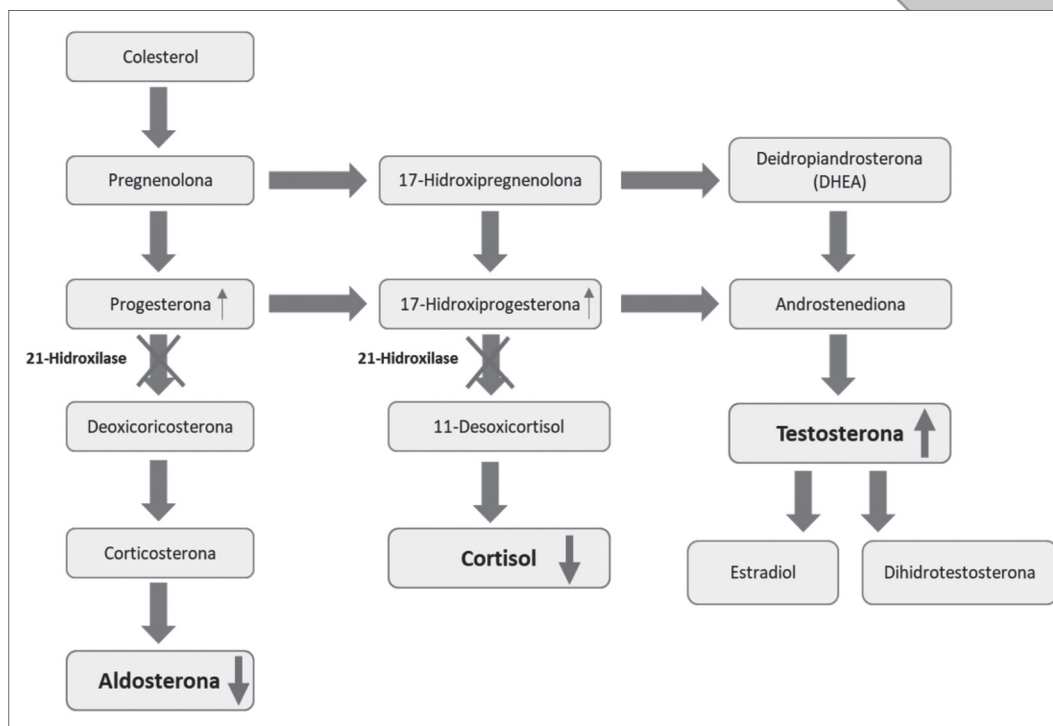 Colesterol
Pregnenolona
17-Hidroxipregnenolona
Deidropiandrosterona
(DHEA)
Progesterona
17-Hidroxiprogesterona
Androstenediona
21-Hidroxilase
21-Hidroxilase
Deoxicoricosterona
11-Desoxicortisol
Testosterona
Corticosterona
Cortisol
Estradiol
Dihidrotestosterona
Aldosterona